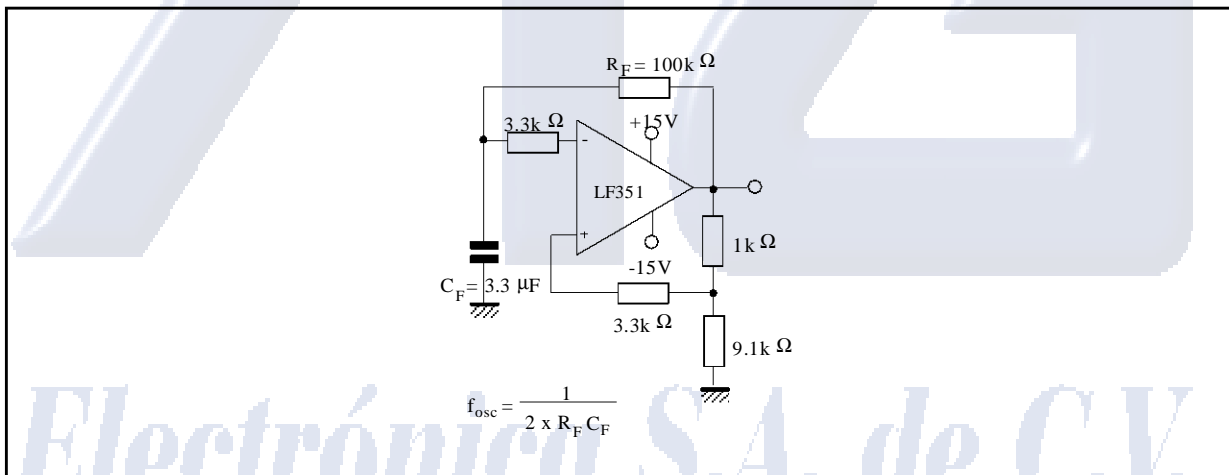 R_F = 100k Ω
3.3k Ω
+15V
-
LF351
+
1k Ω
-15V
C_F = 3.3 µF
3.3k Ω
9.1k Ω
f_osc = 1 / 2 x R_F C_F
Electrónica S.A. de C.V.